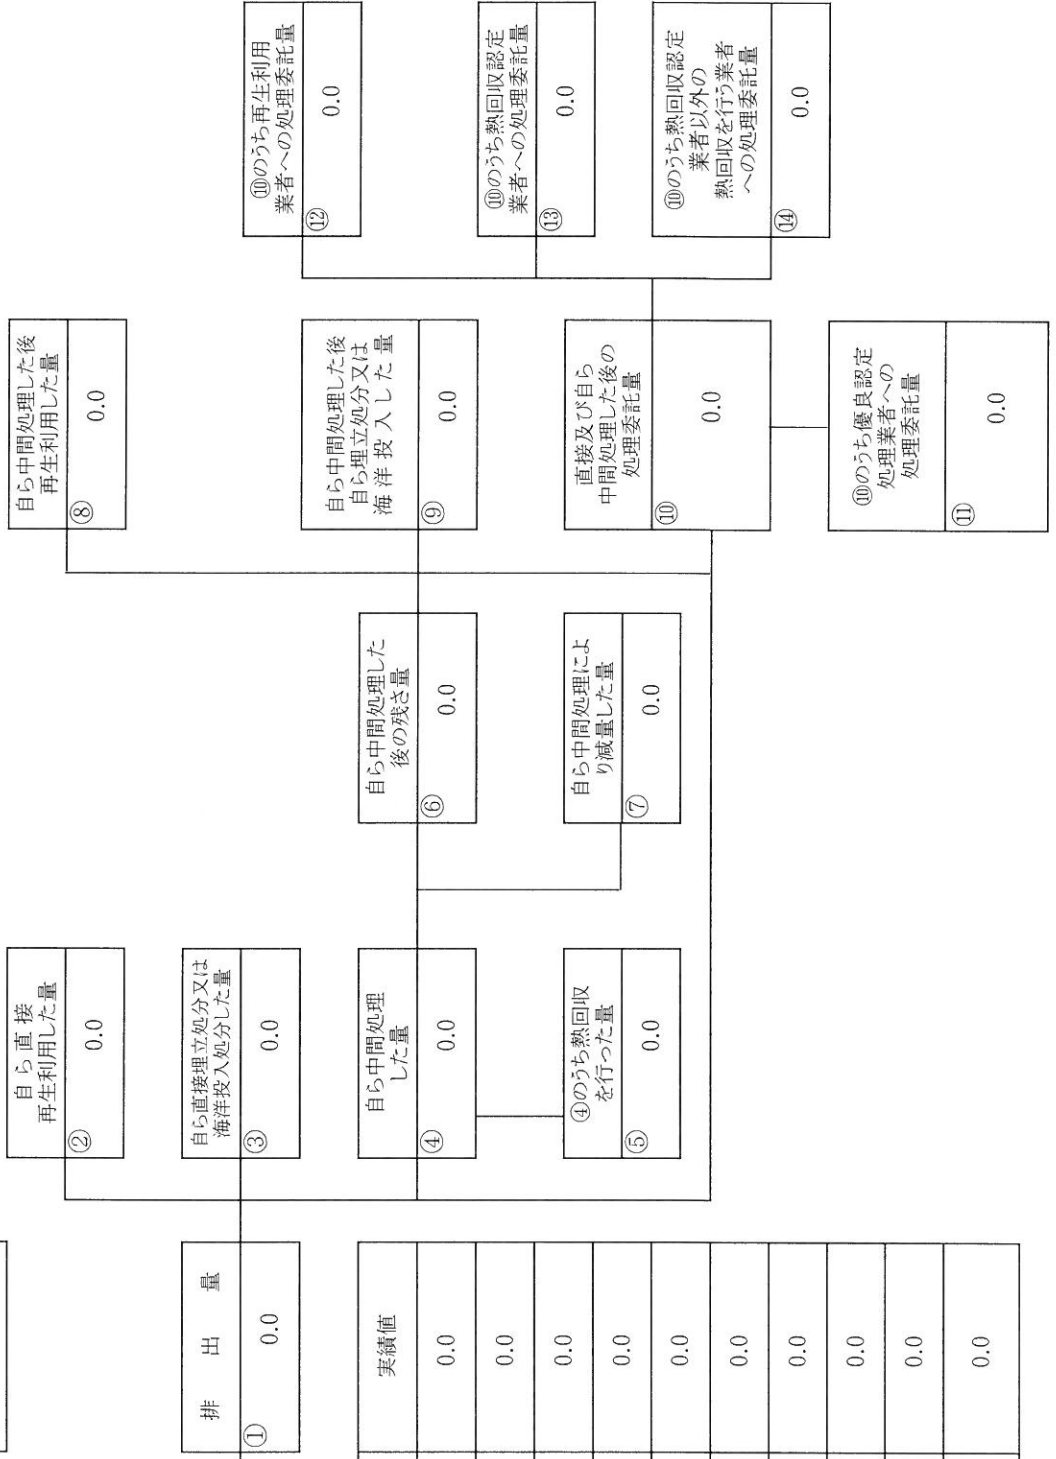 排出量
①
0.0
実績値
0.0
0.0
0.0
0.0
0.0
0.0
0.0
0.0
0.0
0.0
自ら直接
再生利用した量
②
0.0
自ら直接埋立処分又は
海洋投入処分した量
③
0.0
自ら中間処理
した量
④
0.0
④のうち熱回収
を行った量
⑤
0.0
自ら中間処理した
後の残さ量
⑥
0.0
自ら中間処理によ
り減量した量
⑦
0.0
自ら中間処理した後
再生利用した量
⑧
0.0
自ら中間処理した後
自ら埋立処分又は
海洋投入した量
⑨
0.0
直接及び自ら
中間処理した後の
処理委託量
⑩
0.0
⑩のうち優良認定
処理業者への
処理委託量
⑪
0.0
⑩のうち再生利用
業者への処理委託量
⑫
0.0
⑩のうち熱回収認定
業者への処理委託量
⑬
0.0
⑩のうち熱回収認定
業者以外の
熱回収を行う業者
への処理委託量
⑭
0.0